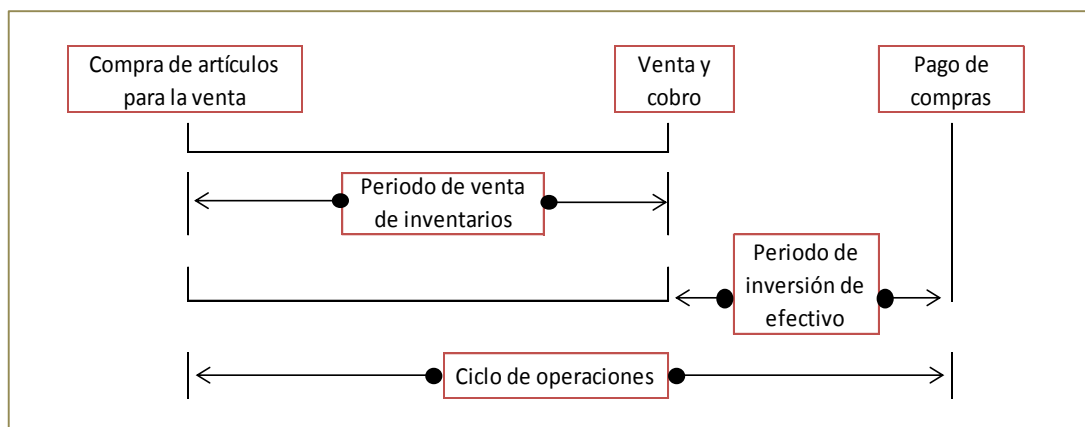 Compra de artículos
para la venta
Venta y
cobro
Pago de
compras
Periodo de venta
de inventarios
Periodo de
inversión de
efectivo
Ciclo de operaciones